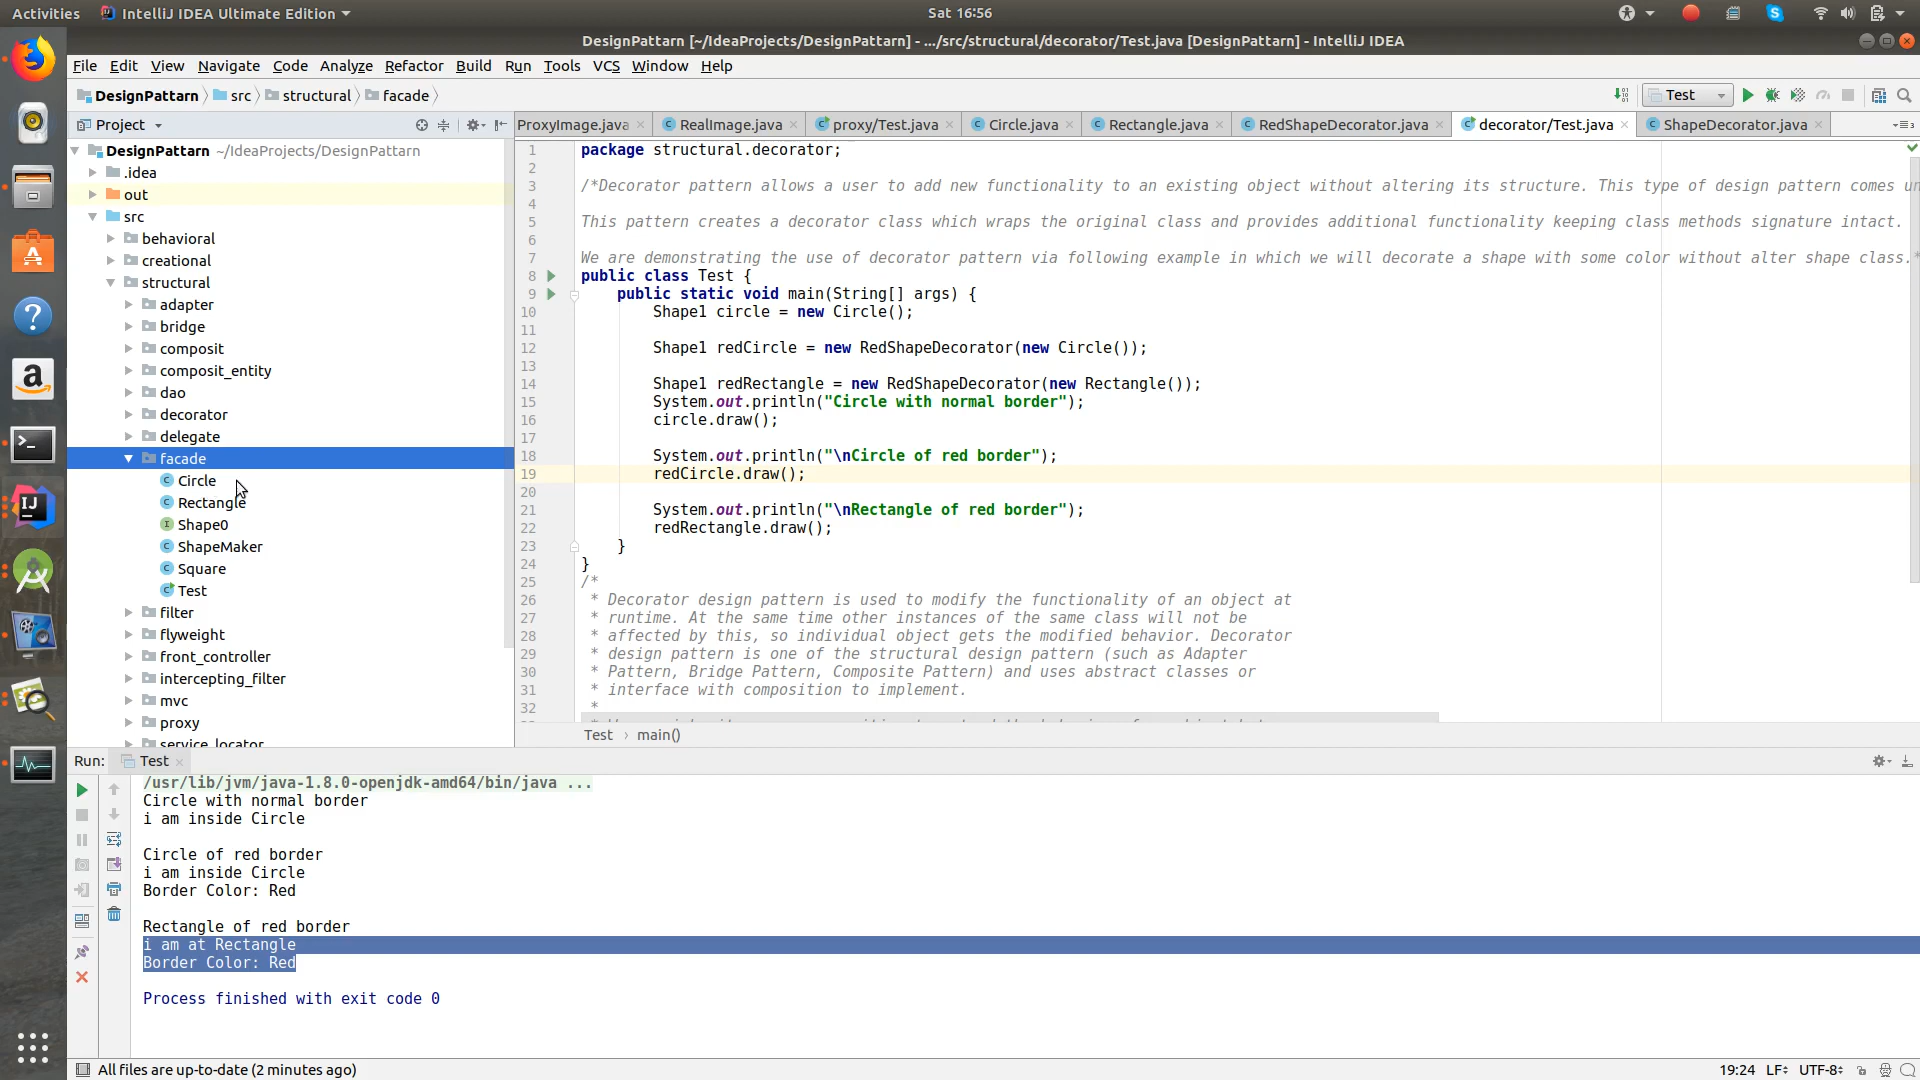 Activities
IntelliJ IDEA Ultimate Edition
Sat 16:56
DesignPattarn [~/IdeaProjects/DesignPattarn] - .../src/structural/decorator/Test.java [DesignPattarn] - IntelliJ IDEA
File Edit View Navigate Code Analyze Refactor Build Run Tools VCS Window Help
DesignPattarn src structural facade
Test
Project
ProxyImage.java RealImage.java proxy/Test.java Circle.java Rectangle.java RedShapeDecorator.java decorator/Test.java ShapeDecorator.java
DesignPattarn ~/IdeaProjects/DesignPattarn
.idea
out
src
behavioral
creational
structural
adapter
bridge
composit
composit_entity
dao
decorator
delegate
facade
Circle
Rectangle
Shape0
ShapeMaker
Square
Test
filter
flyweight
front_controller
intercepting_filter
mvc
proxy
service_locator
1 package structural.decorator;
2
3 /*Decorator pattern allows a user to add new functionality to an existing object without altering its structure. This type of design pattern comes un
4
5 This pattern creates a decorator class which wraps the original class and provides additional functionality keeping class methods signature intact.
6
7 We are demonstrating the use of decorator pattern via following example in which we will decorate a shape with some color without alter shape class.*
8 public class Test {
9 public static void main(String[] args) {
10 Shape1 circle = new Circle();
11
12 Shape1 redCircle = new RedShapeDecorator(new Circle());
13
14 Shape1 redRectangle = new RedShapeDecorator(new Rectangle());
15 System.out.println("Circle with normal border");
16 circle.draw();
17
18 System.out.println("\nCircle of red border");
19 redCircle.draw();
20
21 System.out.println("\nRectangle of red border");
22 redRectangle.draw();
23 }
24 }
25 /*
26 * Decorator design pattern is used to modify the functionality of an object at
27 * runtime. At the same time other instances of the same class will not be
28 * affected by this, so individual object gets the modified behavior. Decorator
29 * design pattern is one of the structural design pattern (such as Adapter
30 * Pattern, Bridge Pattern, Composite Pattern) and uses abstract classes or
31 * interface with composition to implement.
32 *
Test › main()
Run: Test
/usr/lib/jvm/java-1.8.0-openjdk-amd64/bin/java ...
Circle with normal border
i am inside Circle
Circle of red border
i am inside Circle
Border Color: Red
Rectangle of red border
i am at Rectangle
Border Color: Red
Process finished with exit code 0
All files are up-to-date (2 minutes ago)
19:24 LF UTF-8